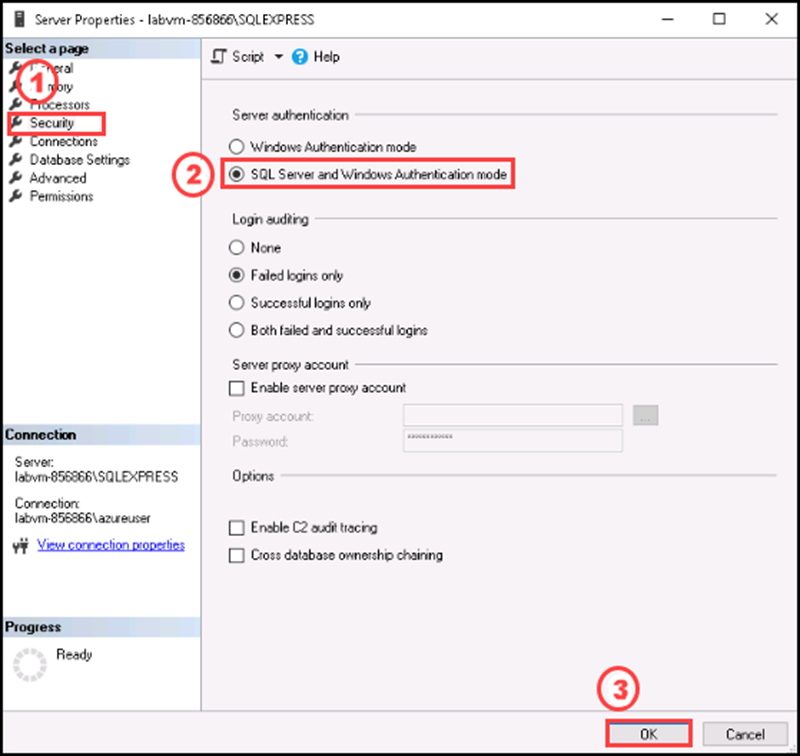 Server Properties - labvm-856866\SQLEXPRESS
Select a page
Script
Help
1
Processors
Security
Connections
Database Settings
Advanced
Permissions
Server authentication
Windows Authentication mode
2
SQL Server and Windows Authentication mode
Login auditing
None
Failed logins only
Successful logins only
Both failed and successful logins
Server proxy account
Enable server proxy account
Proxy account:
...
Password:
************
Options
Enable C2 audit tracing
Cross database ownership chaining
Connection
Server:
labvm-856866\SQLEXPRESS
Connection:
labvm-856866\azureuser
View connection properties
Progress
Ready
3
OK
Cancel